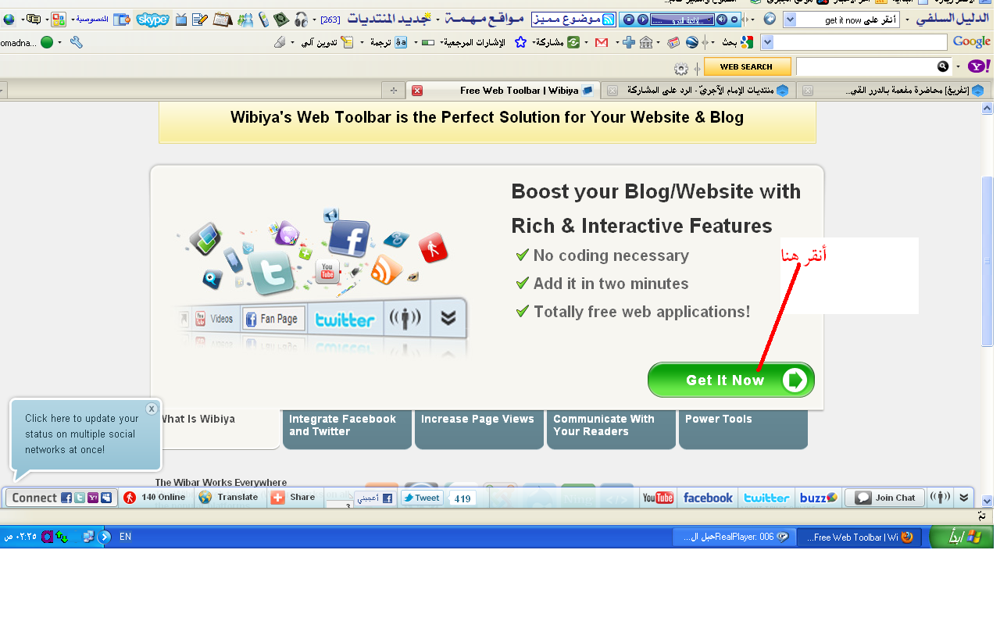 الدليل السلفي
أنقر على get it now
إذاعة الدرو ......
موضوع مميز
مواقع مهمة
جديد المنتديات
[263]
skype
الخصوصية
Google
بحث
مشاركة
الإشارات المرجعية
ترجمة
تدوين آلي
omadna...
Y!
WEB SEARCH
[تفريغ] محاضرة مفعمة بالدرر القي...
منتديات الإمام الآجريّ - الرد على المشاركة
Free Web Toolbar | Wibiya
Wibiya's Web Toolbar is the Perfect Solution for Your Website & Blog
Boost your Blog/Website with
Rich & Interactive Features
No coding necessary
Add it in two minutes
Totally free web applications!
أنقر هنا
You Tube
Videos
Fan Page
twitter
Get It Now
What Is Wibiya
Integrate Facebook
and Twitter
Increase Page Views
Communicate With
Your Readers
Power Tools
Click here to update your
status on multiple social
networks at once!
X
The Wibar Works Everywhere
Connect
140 Online
Translate
Share
3
أعجبني
Tweet
419
YouTube
facebook
twitter
buzz
Join Chat
تمّ
ابدأ
Free Web Toolbar | Wi...
RealPlayer: 006حبل ال...
EN
٠٢:٢٥ ص